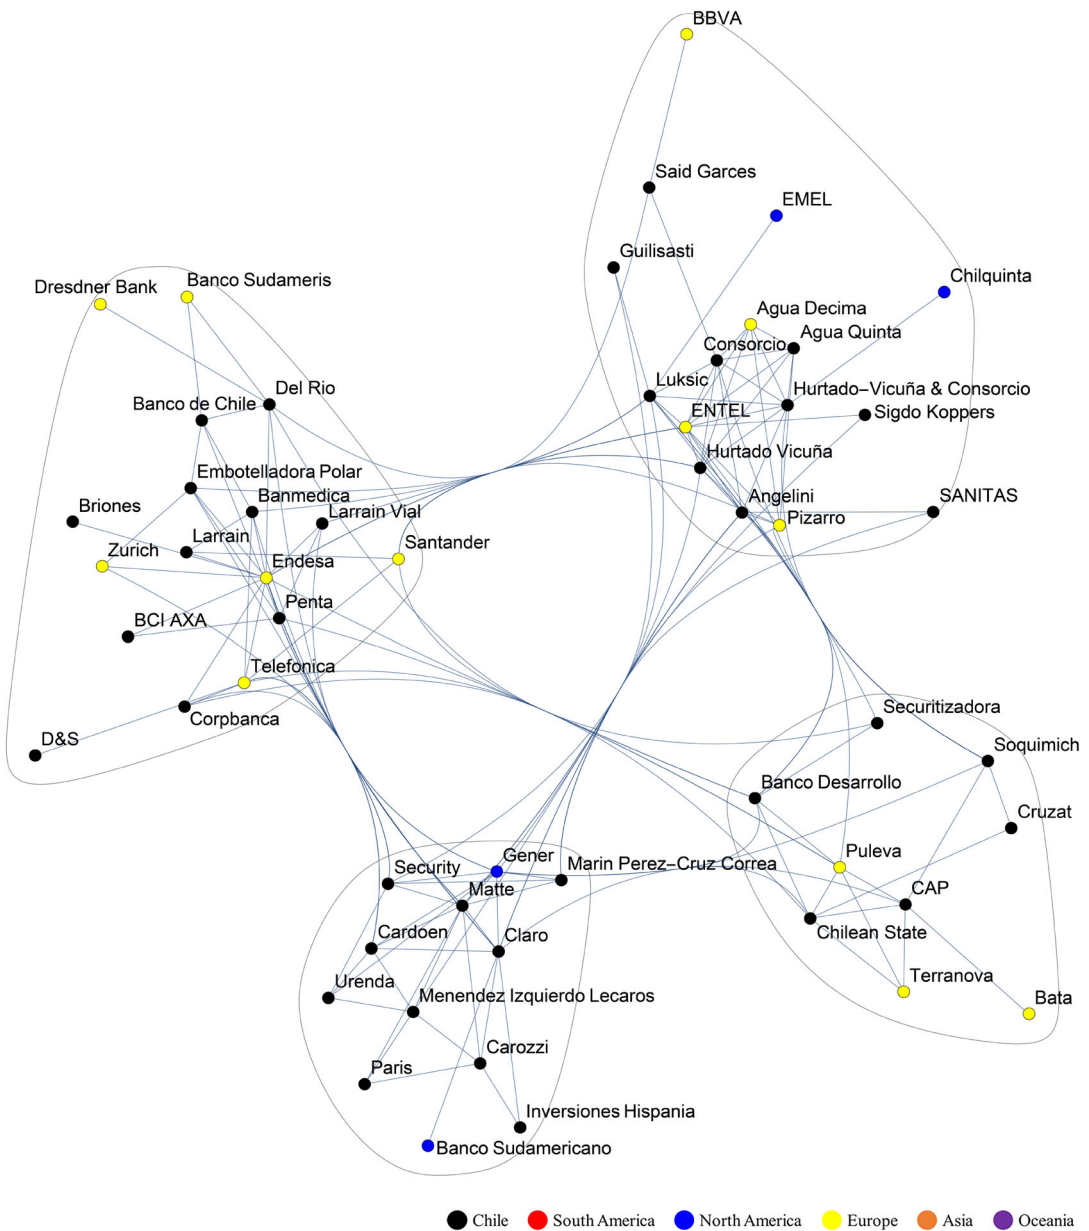 BBVA
Said Garces
EMEL
Guilisasti
Chilquinta
Dresdner Bank
Banco Sudameris
Agua Decima
Agua Quinta
Consorcio
Luksic
Hurtado–Vicuña & Consorcio
Del Rio
Banco de Chile
ENTEL
Sigdo Koppers
Hurtado Vicuña
Embotelladora Polar
Banmedica
Angelini
SANITAS
Briones
Larrain Vial
Pizarro
Larrain
Santander
Zurich
Endesa
Penta
BCI AXA
Telefonica
Corpbanca
D&S
Securitizadora
Soquimich
Banco Desarrollo
Cruzat
Gener
Puleva
Security
Marin Perez–Cruz Correa
Matte
CAP
Cardoen
Claro
Chilean State
Urenda
Menendez Izquierdo Lecaros
Terranova
Bata
Carozzi
Paris
Inversiones Hispania
Banco Sudamericano
Chile South America North America Europe Asia Oceania